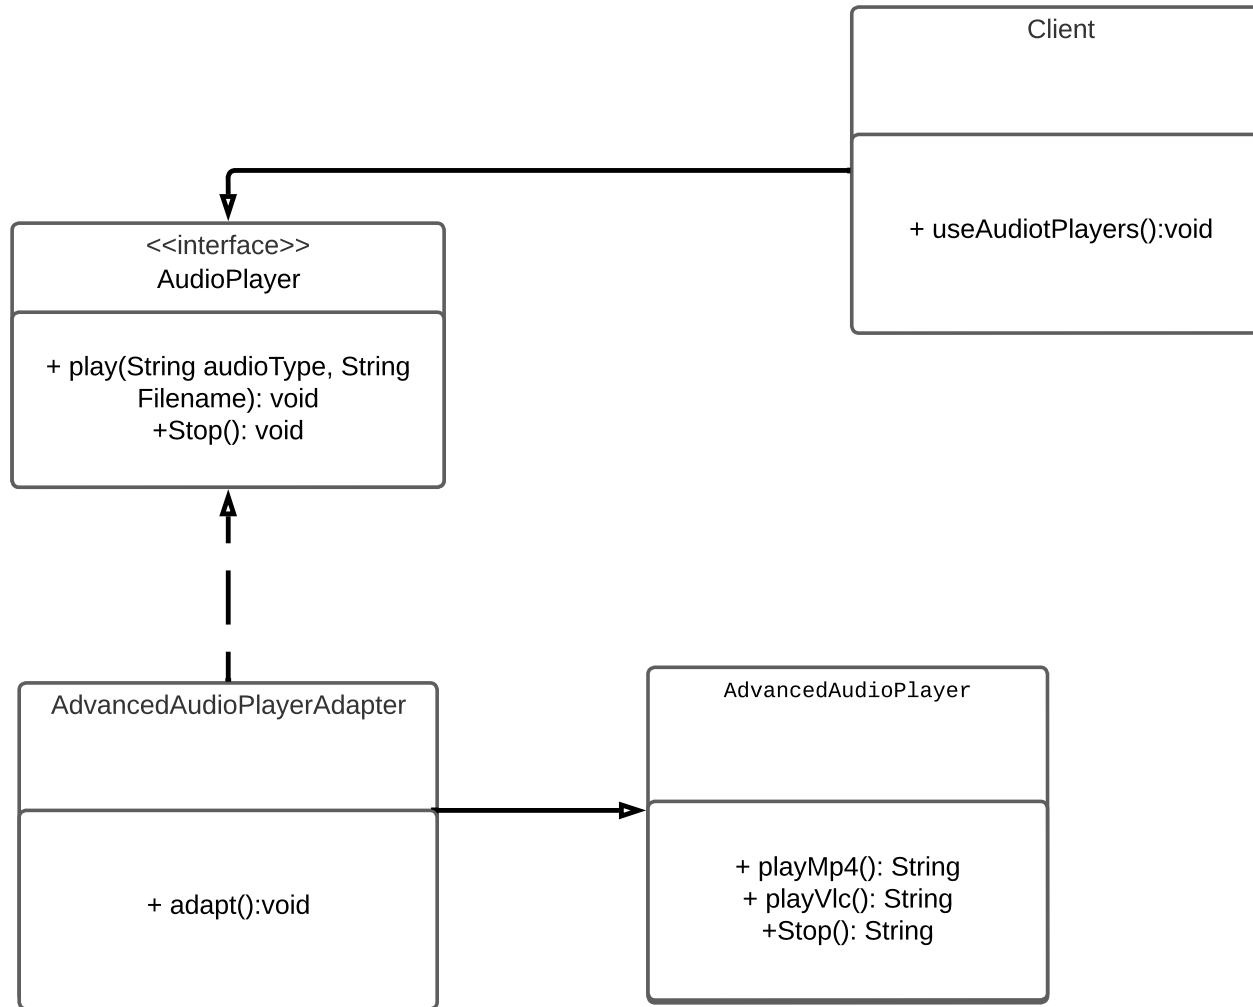 Client
+ useAudiotPlayers():void
<<interface>>
AudioPlayer
+ play(String audioType, String
Filename): void
+Stop(): void
AdvancedAudioPlayerAdapter
+ adapt():void
AdvancedAudioPlayer
+ playMp4(): String
+ playVlc(): String
+Stop(): String